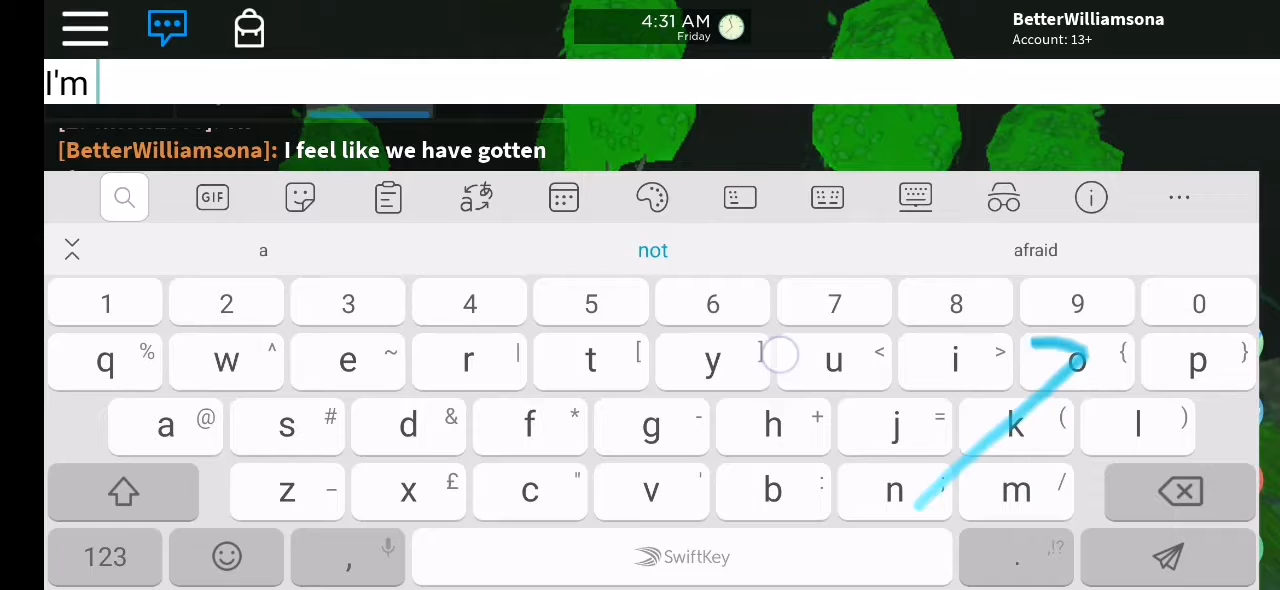 4:31 AM
Friday
BetterWilliamsona
Account: 13+
I'm
[BetterWilliamsona]: I feel like we have gotten
GIF
a not afraid
1 2 3 4 5 6 7 8 9 0
q % w ^ e ~ r | t [ y ] u < i > o { p }
a @ s # d & f * g - h + j = k ( l )
z _ x £ c " v ' b : n ; m /
123 , SwiftKey . ,!?